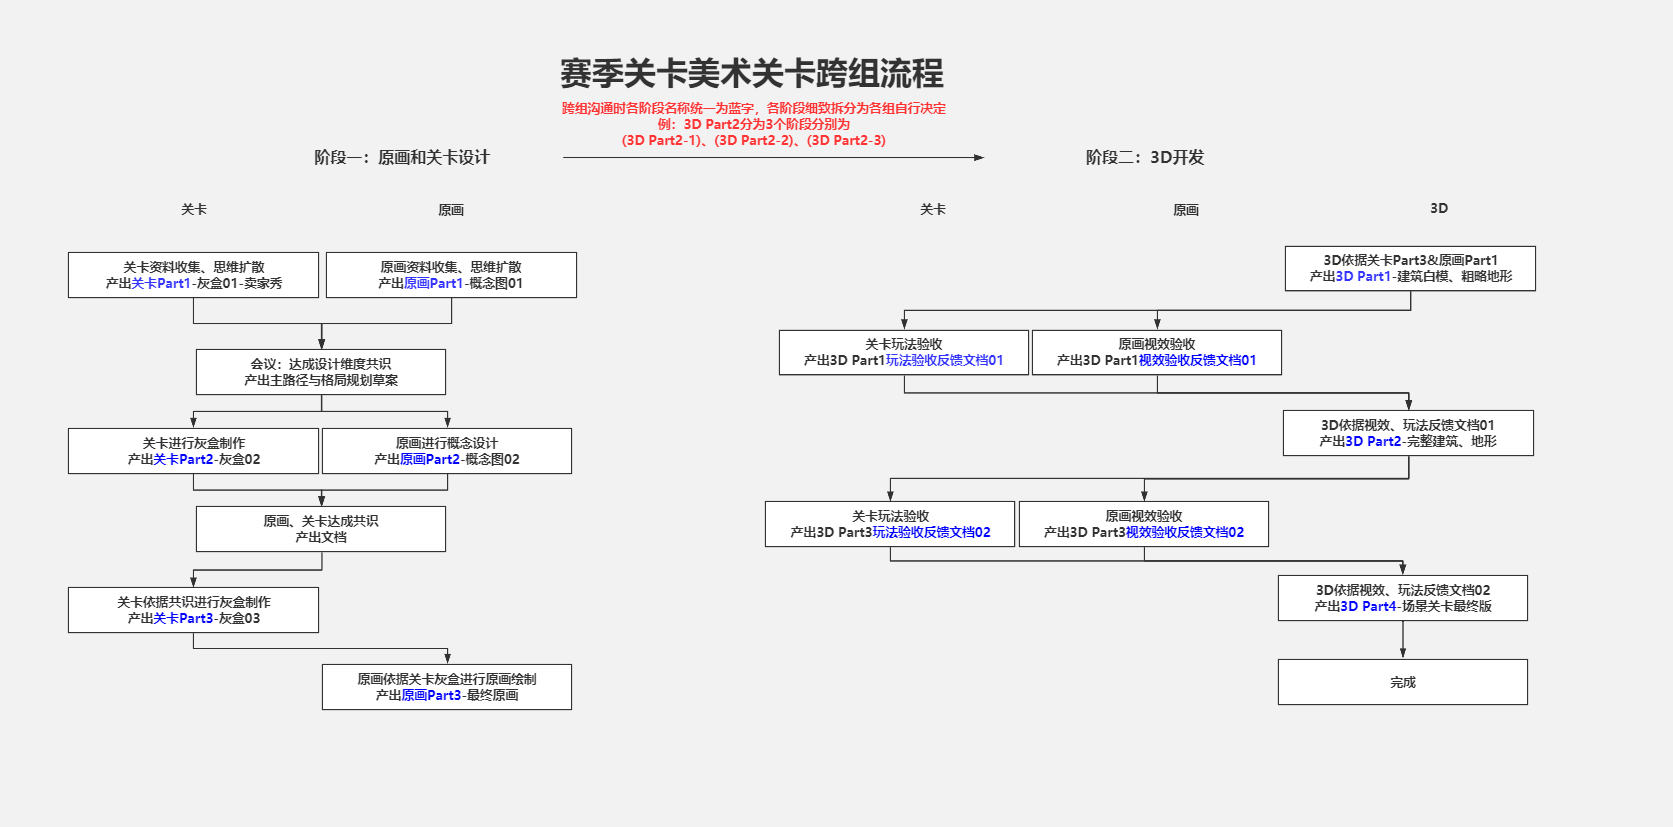 赛季关卡美术关卡跨组流程
跨组沟通时各阶段名称统一为蓝字，各阶段细致拆分为各组自行决定
例：3D Part2分为3个阶段分别为
(3D Part2-1)、(3D Part2-2)、(3D Part2-3)
阶段一：原画和关卡设计
阶段二：3D开发
关卡
原画
关卡
原画
3D
关卡资料收集、思维扩散
产出关卡Part1-灰盒01-卖家秀
原画资料收集、思维扩散
产出原画Part1-概念图01
会议：达成设计维度共识
产出主路径与格局规划草案
关卡进行灰盒制作
产出关卡Part2-灰盒02
原画进行概念设计
产出原画Part2-概念图02
原画、关卡达成共识
产出文档
关卡依据共识进行灰盒制作
产出关卡Part3-灰盒03
原画依据关卡灰盒进行原画绘制
产出原画Part3-最终原画
3D依据关卡Part3&原画Part1
产出3D Part1-建筑白模、粗略地形
关卡玩法验收
产出3D Part1玩法验收反馈文档01
原画视效验收
产出3D Part1视效验收反馈文档01
3D依据视效、玩法反馈文档01
产出3D Part2-完整建筑、地形
关卡玩法验收
产出3D Part3玩法验收反馈文档02
原画视效验收
产出3D Part3视效验收反馈文档02
3D依据视效、玩法反馈文档02
产出3D Part4-场景关卡最终版
完成